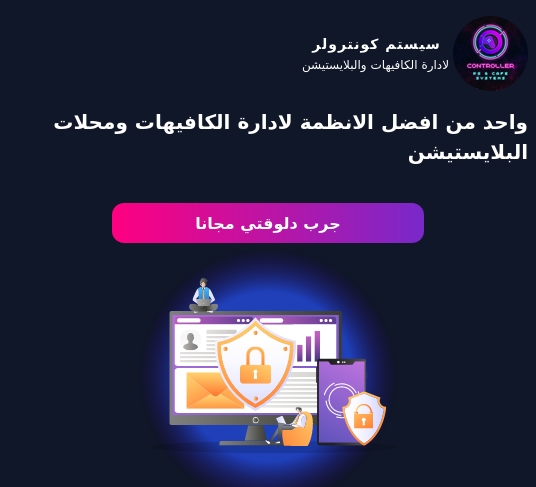 سيستم كونترولر
لادارة الكافيهات والبلايستيشن
CONTROLLER
PS & CAFE
SYSTEMS
واحد من افضل الانظمة لادارة الكافيهات ومحلات
البلايستيشن
جرب دلوقتي مجانا